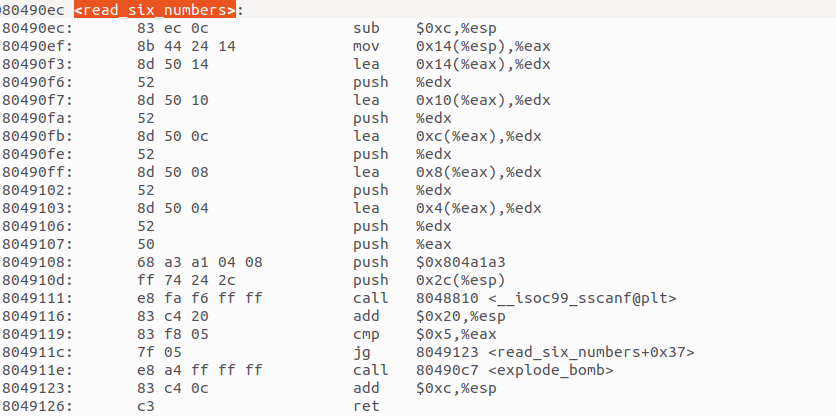 080490ec <read_six_numbers>:
80490ec: 83 ec 0c sub $0xc,%esp
80490ef: 8b 44 24 14 mov 0x14(%esp),%eax
80490f3: 8d 50 14 lea 0x14(%eax),%edx
80490f6: 52 push %edx
80490f7: 8d 50 10 lea 0x10(%eax),%edx
80490fa: 52 push %edx
80490fb: 8d 50 0c lea 0xc(%eax),%edx
80490fe: 52 push %edx
80490ff: 8d 50 08 lea 0x8(%eax),%edx
8049102: 52 push %edx
8049103: 8d 50 04 lea 0x4(%eax),%edx
8049106: 52 push %edx
8049107: 50 push %eax
8049108: 68 a3 a1 04 08 push $0x804a1a3
804910d: ff 74 24 2c push 0x2c(%esp)
8049111: e8 fa f6 ff ff call 8048810 <__isoc99_sscanf@plt>
8049116: 83 c4 20 add $0x20,%esp
8049119: 83 f8 05 cmp $0x5,%eax
804911c: 7f 05 jg 8049123 <read_six_numbers+0x37>
804911e: e8 a4 ff ff ff call 80490c7 <explode_bomb>
8049123: 83 c4 0c add $0xc,%esp
8049126: c3 ret